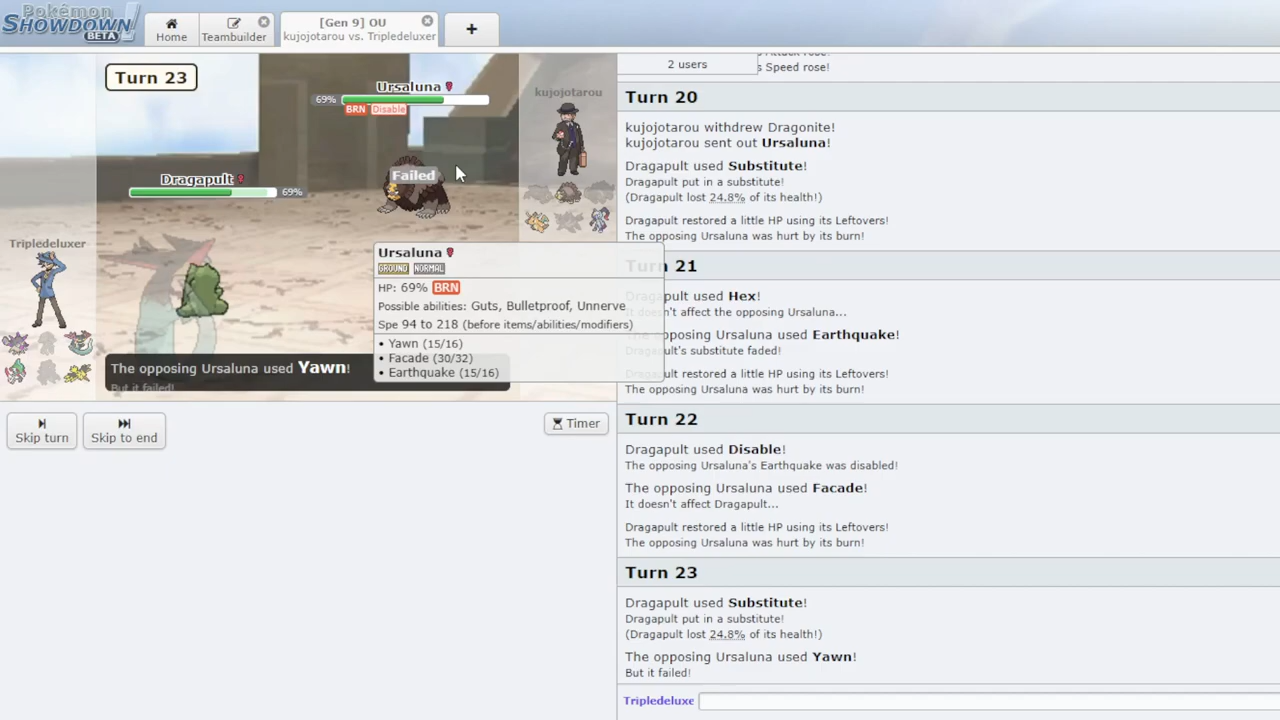 Pokémon
SHOWDOWN!
BETA
Home
Teambuilder
[Gen 9] OU
kujojotarou vs. Tripledeluxer
+
Turn 23
Ursaluna
69%
BRN Disable
Failed
Dragapult
69%
kujojotarou
Tripledeluxer
Ursaluna
GROUND NORMAL
HP: 69% BRN
Possible abilities: Guts, Bulletproof, Unnerve
Spe 94 to 218 (before items/abilities/modifiers)
• Yawn (15/16)
• Facade (30/32)
• Earthquake (15/16)
The opposing Ursaluna used Yawn!
But it failed!
Skip turn
Skip to end
Timer
2 users
s Speed rose!
Turn 20
kujojotarou withdrew Dragonite!
kujojotarou sent out Ursaluna!
Dragapult used Substitute!
Dragapult put in a substitute!
(Dragapult lost 24.8% of its health!)
Dragapult restored a little HP using its Leftovers!
The opposing Ursaluna was hurt by its burn!
Turn 21
Dragapult used Hex!
doesn't affect the opposing Ursaluna...
opposing Ursaluna used Earthquake!
Dragapult's substitute faded!
Dragapult restored a little HP using its Leftovers!
The opposing Ursaluna was hurt by its burn!
Turn 22
Dragapult used Disable!
The opposing Ursaluna's Earthquake was disabled!
The opposing Ursaluna used Facade!
It doesn't affect Dragapult...
Dragapult restored a little HP using its Leftovers!
The opposing Ursaluna was hurt by its burn!
Turn 23
Dragapult used Substitute!
Dragapult put in a substitute!
(Dragapult lost 24.8% of its health!)
The opposing Ursaluna used Yawn!
But it failed!
Tripledeluxe